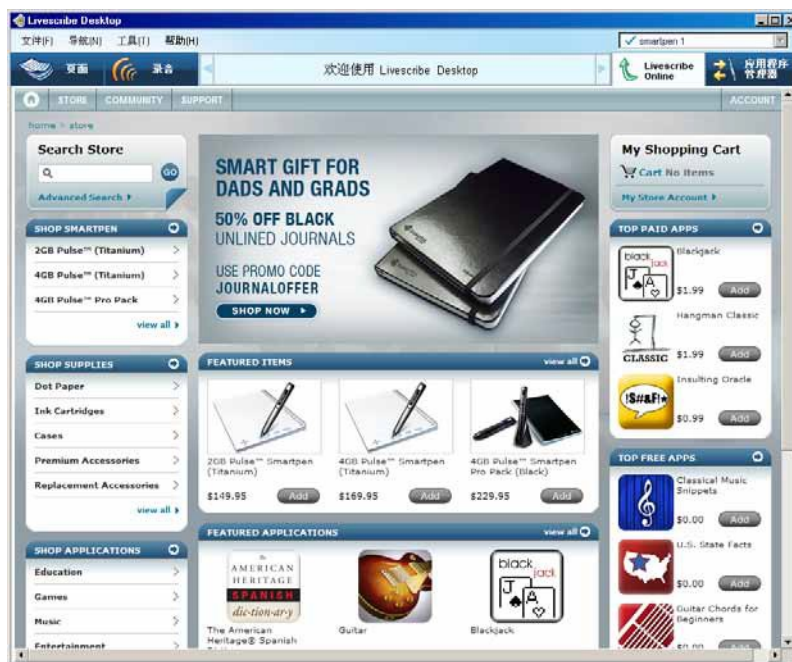 Livescribe Desktop
文件(F) 导航(N) 工具(T) 帮助(H)
smartpen 1
页面 录音
欢迎使用 Livescribe Desktop
Livescribe Online
应用程序管理器
STORE COMMUNITY SUPPORT
ACCOUNT
home > store
Search Store
GO
Advanced Search
SHOP SMARTPEN
2GB Pulse™ (Titanium)
4GB Pulse™ (Titanium)
4GB Pulse™ Pro Pack
view all
SHOP SUPPLIES
Dot Paper
Ink Cartridges
Cases
Premium Accessories
Replacement Accessories
view all
SHOP APPLICATIONS
Education
Games
Music
Entertainment
SMART GIFT FOR
DADS AND GRADS
50% OFF BLACK
UNLINED JOURNALS
USE PROMO CODE
JOURNALOFFER
SHOP NOW
FEATURED ITEMS
view all
2GB Pulse™ Smartpen
(Titanium)
$149.95 Add
4GB Pulse™ Smartpen
(Titanium)
$169.95 Add
4GB Pulse™ Smartpen
Pro Pack (Black)
$229.95 Add
FEATURED APPLICATIONS
view all
The
AMERICAN
HERITAGE
SPANISH
dic·tion·ar·y
The American
Heritage® Spanish
Guitar
black jack
J A
Blackjack
My Shopping Cart
Cart No Items
My Store Account
TOP PAID APPS
black jack
J A
Blackjack
$1.99 Add
CLASSIC
Hangman Classic
$1.99 Add
!S#&F!*
Insulting Oracle
$0.99 Add
TOP FREE APPS
Classical Music
Snippets
$0.00 Add
U.S. State Facts
$0.00 Add
Guitar Chords for
Beginners
$0.00 Add